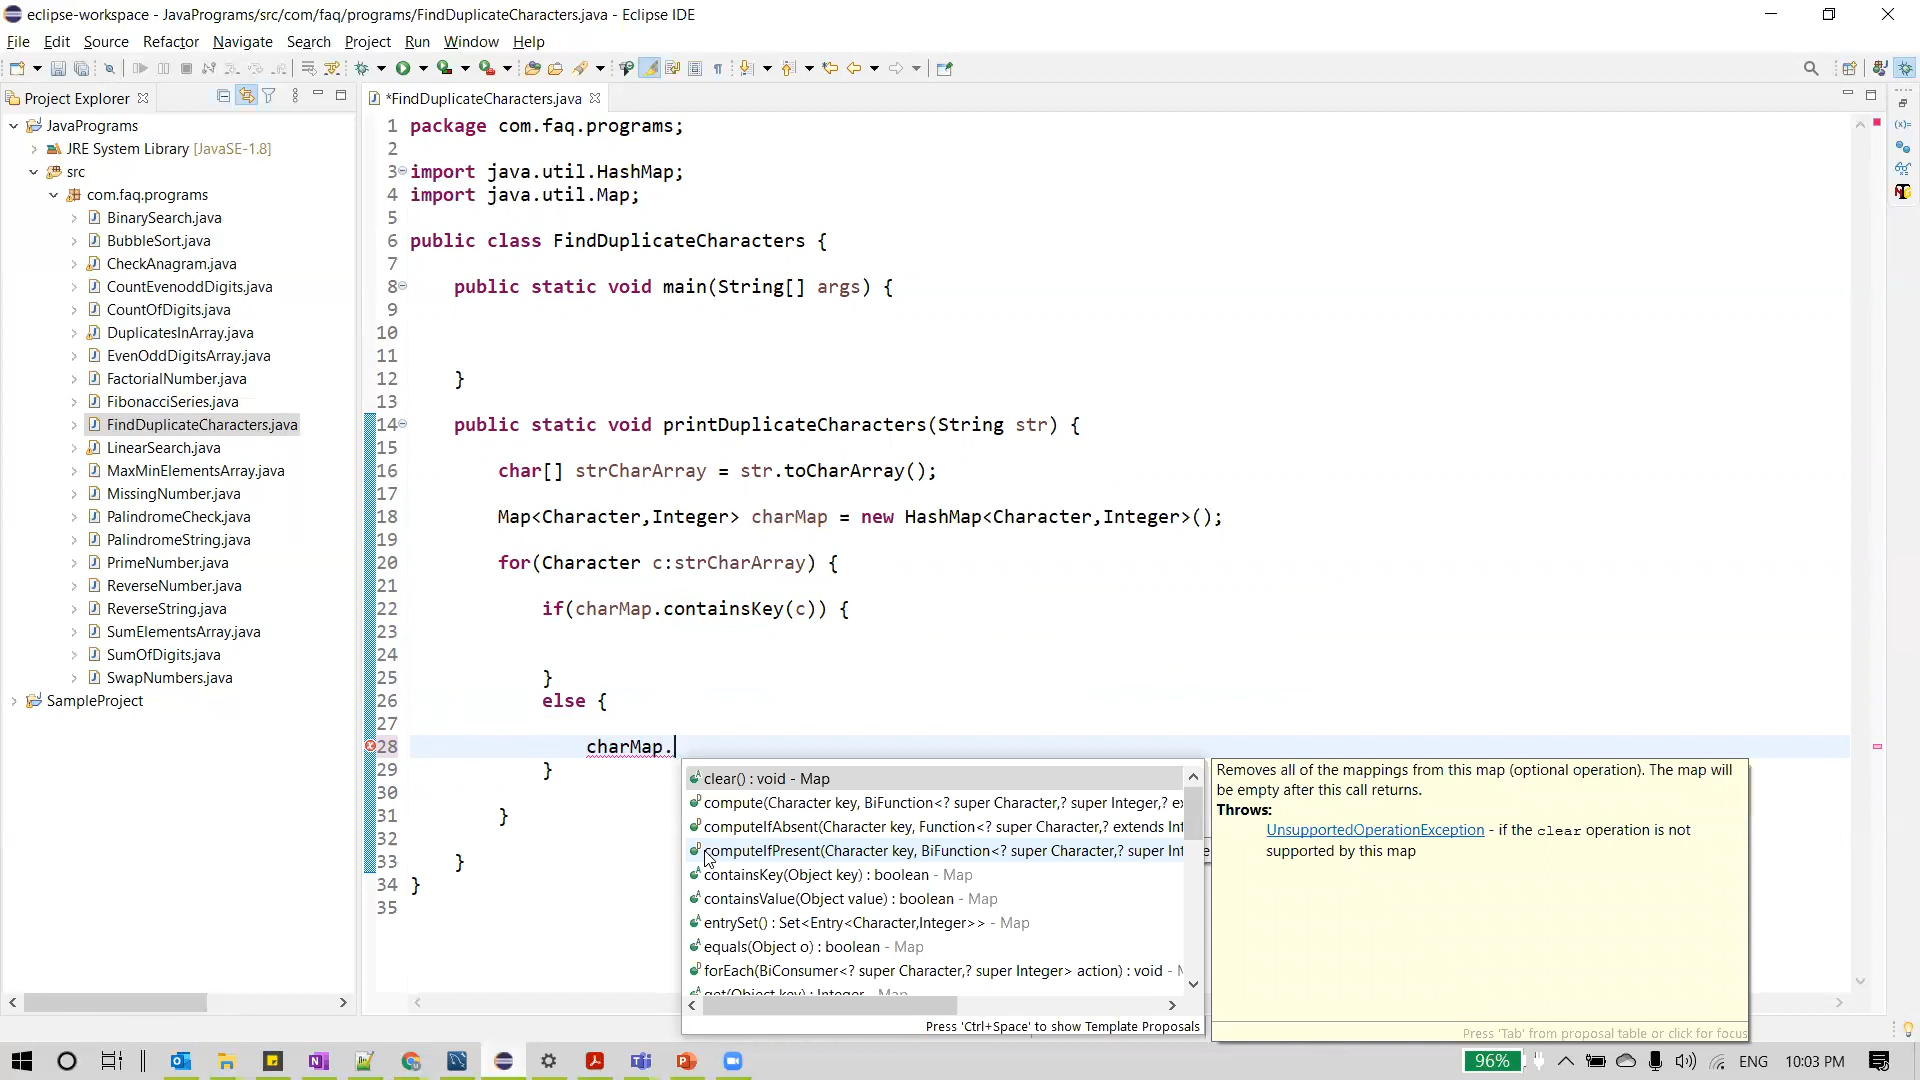 eclipse-workspace - JavaPrograms/src/com/faq/programs/FindDuplicateCharacters.java - Eclipse IDE
File Edit Source Refactor Navigate Search Project Run Window Help
Project Explorer
*FindDuplicateCharacters.java
JavaPrograms
JRE System Library [JavaSE-1.8]
src
com.faq.programs
BinarySearch.java
BubbleSort.java
CheckAnagram.java
CountEvenoddDigits.java
CountOfDigits.java
DuplicatesInArray.java
EvenOddDigitsArray.java
FactorialNumber.java
FibonacciSeries.java
FindDuplicateCharacters.java
LinearSearch.java
MaxMinElementsArray.java
MissingNumber.java
PalindromeCheck.java
PalindromeString.java
PrimeNumber.java
ReverseNumber.java
ReverseString.java
SumElementsArray.java
SumOfDigits.java
SwapNumbers.java
SampleProject
1 package com.faq.programs;
2
3 import java.util.HashMap;
4 import java.util.Map;
5
6 public class FindDuplicateCharacters {
7
8 public static void main(String[] args) {
9
10
11
12 }
13
14 public static void printDuplicateCharacters(String str) {
15
16 char[] strCharArray = str.toCharArray();
17
18 Map<Character,Integer> charMap = new HashMap<Character,Integer>();
19
20 for(Character c:strCharArray) {
21
22 if(charMap.containsKey(c)) {
23
24
25 }
26 else {
27
28 charMap.
29 }
30
31 }
32
33 }
34 }
35
clear() : void - Map
compute(Character key, BiFunction<? super Character,? super Integer,? ex
computeIfAbsent(Character key, Function<? super Character,? extends Int
computeIfPresent(Character key, BiFunction<? super Character,? super Int
containsKey(Object key) : boolean - Map
containsValue(Object value) : boolean - Map
entrySet() : Set<Entry<Character,Integer>> - Map
equals(Object o) : boolean - Map
forEach(BiConsumer<? super Character,? super Integer> action) : void - M
get(Object key) : Integer - Map
Press 'Ctrl+Space' to show Template Proposals
Removes all of the mappings from this map (optional operation). The map will
be empty after this call returns.
Throws:
UnsupportedOperationException - if the clear operation is not
supported by this map
Press 'Tab' from proposal table or click for focus
96%
ENG
10:03 PM